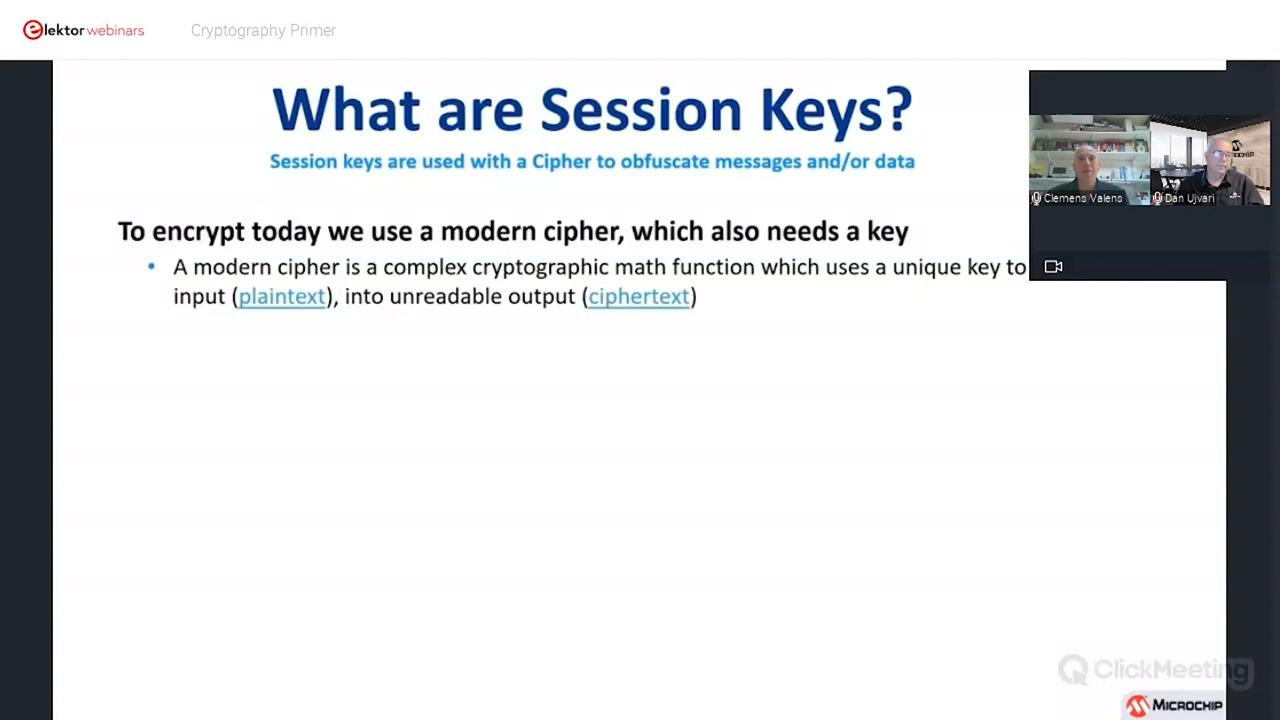 elektor webinars
Cryptography Primer
What are Session Keys?
Session keys are used with a Cipher to obfuscate messages and/or data
To encrypt today we use a modern cipher, which also needs a key
• A modern cipher is a complex cryptographic math function which uses a unique key to
input (plaintext), into unreadable output (ciphertext)
Clemens Valens
Dan Ujvari
MICROCHIP
ClickMeeting
MICROCHIP